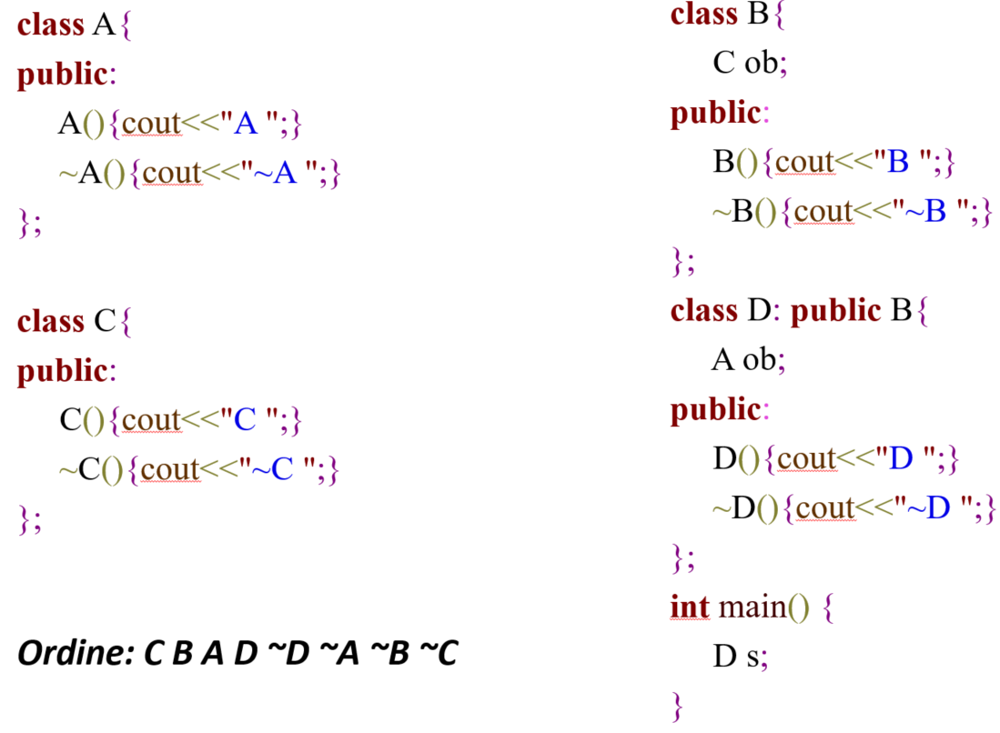 class A{
public:
A(){cout<<"A ";}
~A(){cout<<"~A ";}
};
class C{
public:
C(){cout<<"C ";}
~C(){cout<<"~C ";}
};
Ordine: C B A D ~D ~A ~B ~C
class B{
C ob;
public:
B(){cout<<"B ";}
~B(){cout<<"~B ";}
};
class D: public B{
A ob;
public:
D(){cout<<"D ";}
~D(){cout<<"~D ";}
};
int main() {
D s;
}